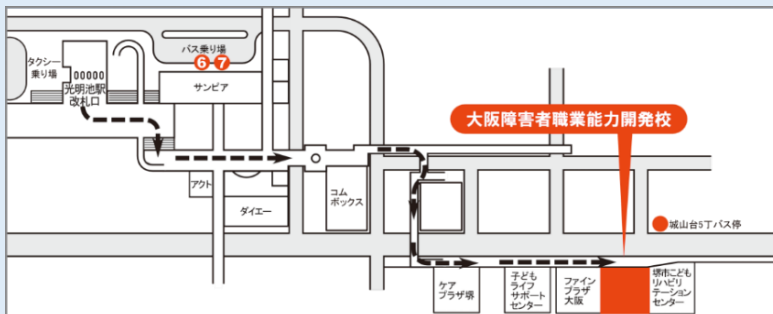 バス乗り場
6 7
タクシー
乗り場
光明池駅
改札口
サンピア
大阪障害者職業能力開発校
アクト
コム
ボックス
ダイエー
城山台5丁バス停
ケア
プラザ堺
子ども
ライフ
サポート
センター
ファイン
プラザ
大阪
堺市こども
リハビリ
テーション
センター